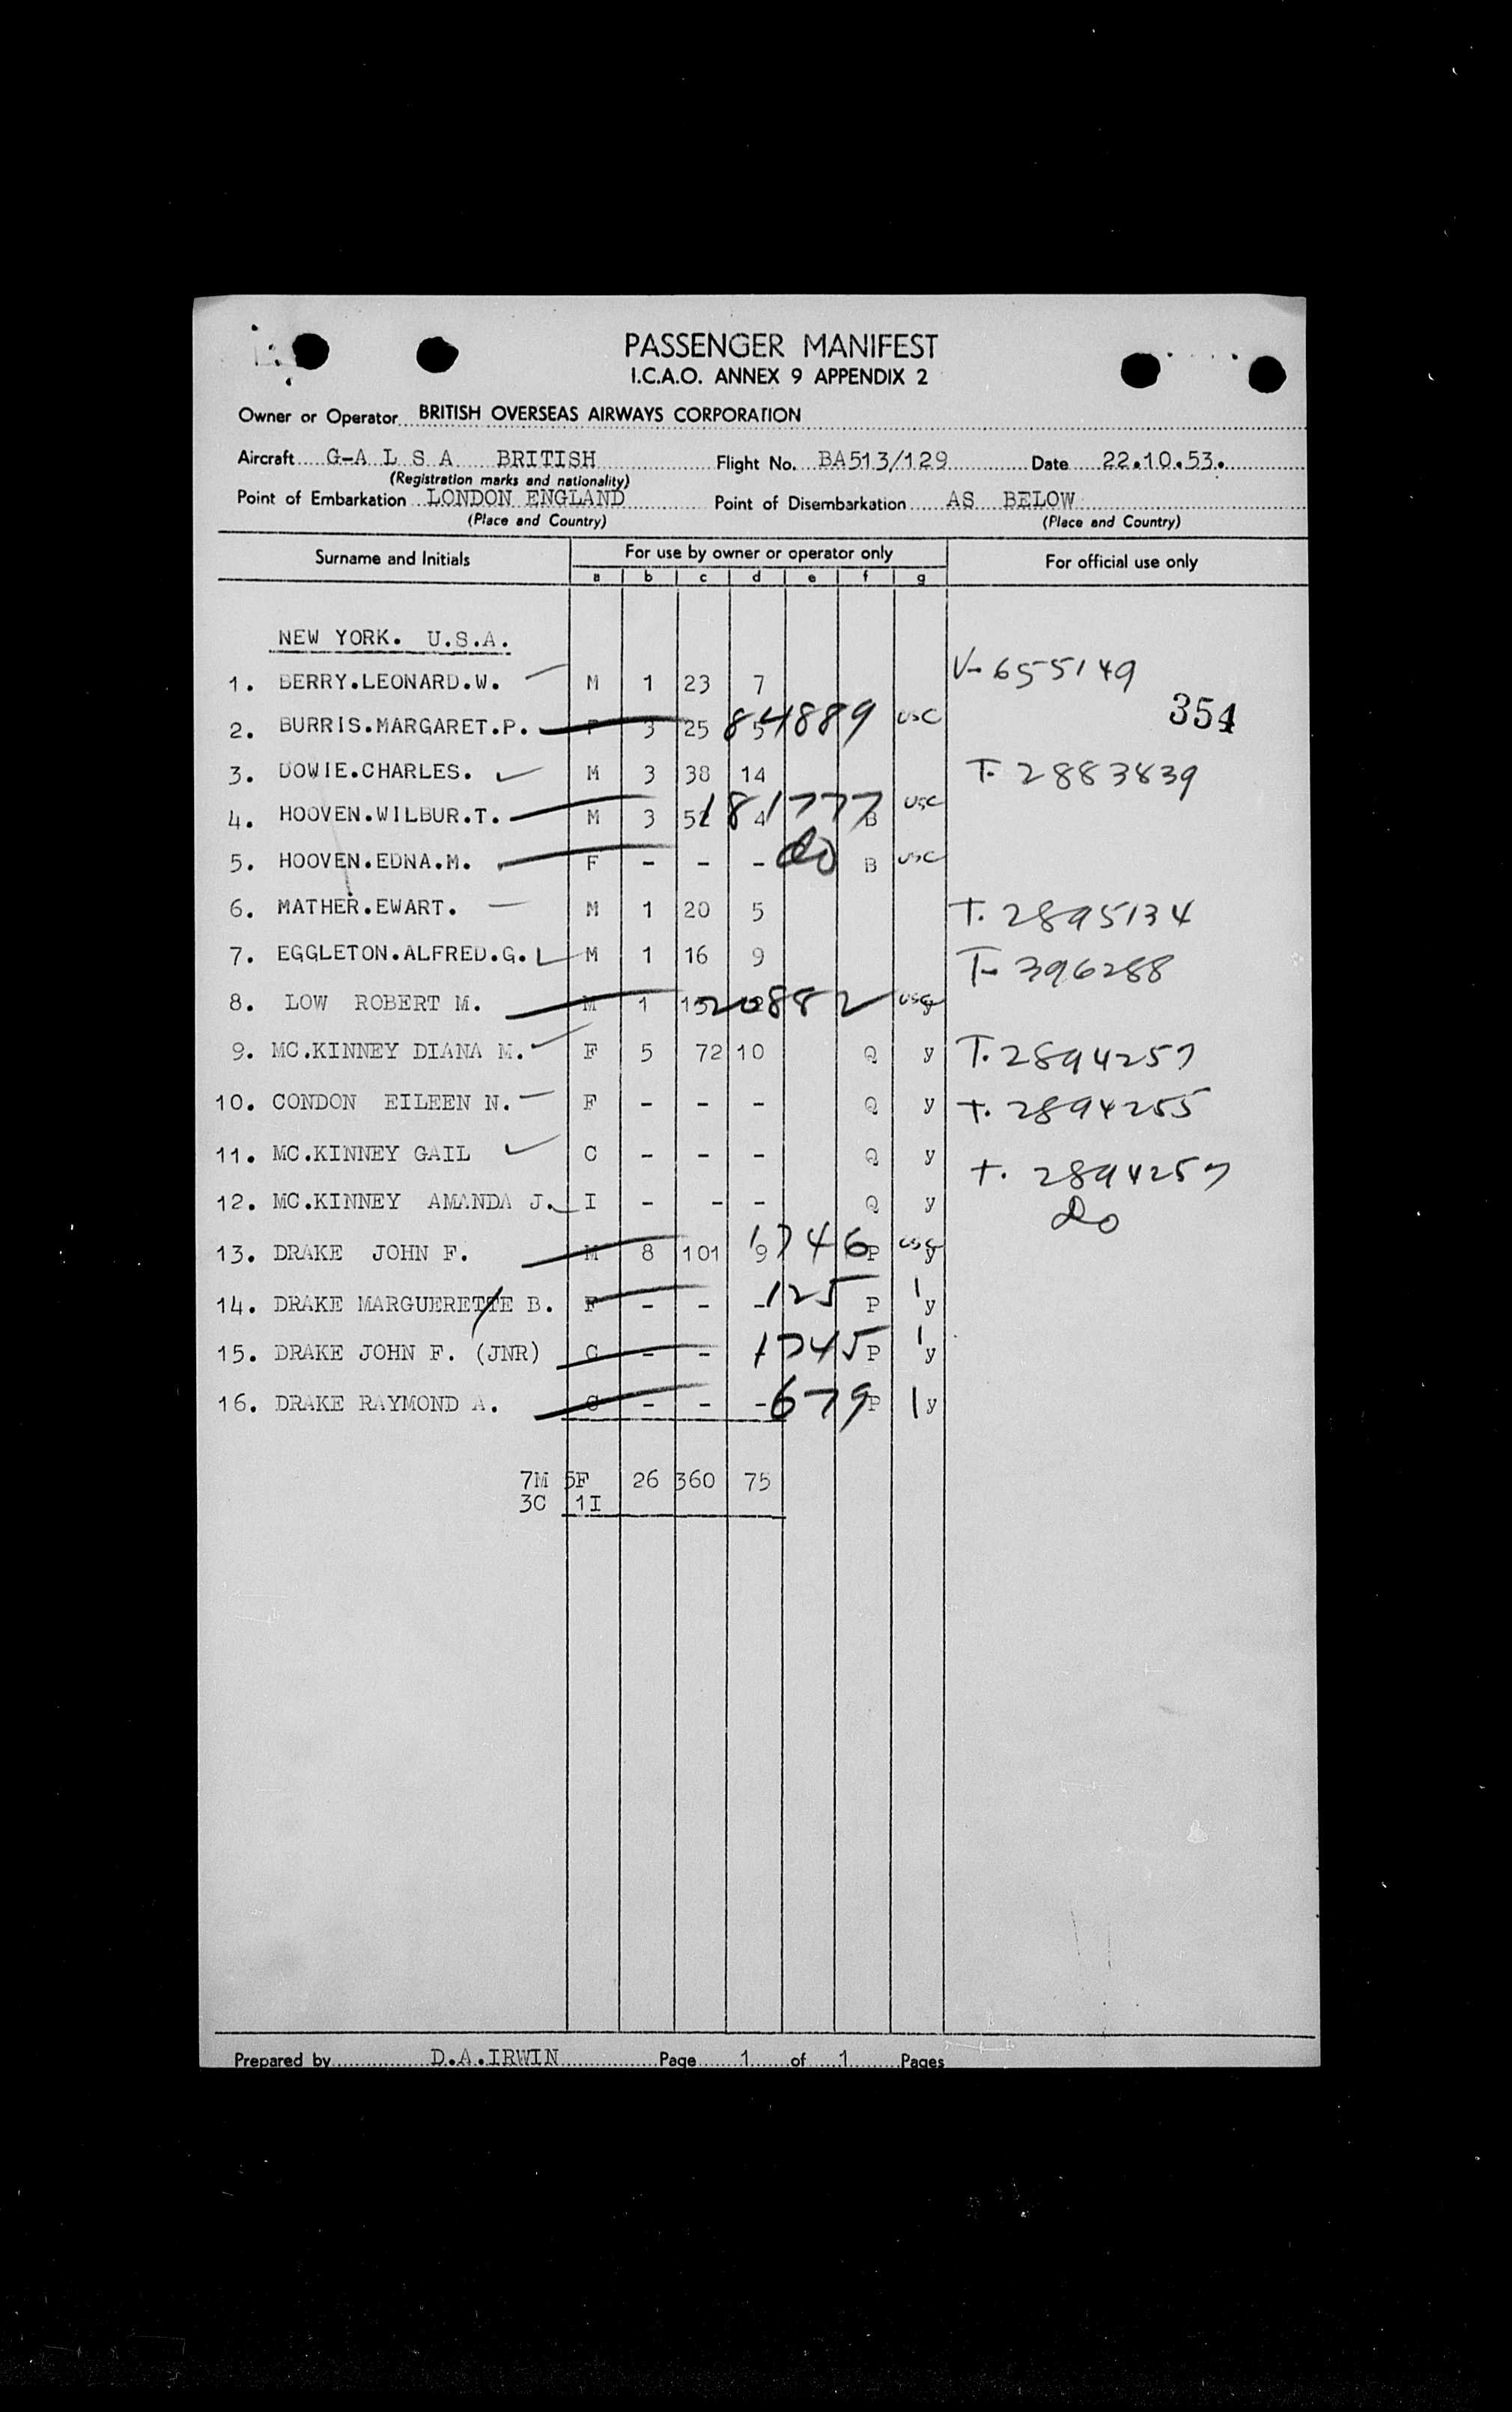 PASSENGER MANIFEST
I.C.A.O. ANNEX 9 APPENDIX 2
Owner or Operator BRITISH OVERSEAS AIRWAYS CORPORATION
Aircraft G-A L S A BRITISH Flight No. BA513/129 Date 22.10.53.
(Registration marks and nationality)
Point of Embarkation LONDON ENGLAND Point of Disembarkation AS BELOW
(Place and Country) (Place and Country)
Surname and Initials For use by owner or operator only For official use only
a b c d e f g
NEW YORK. U.S.A.
1. BERRY.LEONARD.W. M 1 23 7 V-655149
354
2. BURRIS.MARGARET.P. F 3 25 5 84889 USC
3. DOWIE.CHARLES. M 3 38 14 T. 2883839
4. HOOVEN.WILBUR.T. M 3 52 4 181777 B USC
5. HOOVEN.EDNA.M. F - - - do B USC
6. MATHER.EWART. M 1 20 5 T. 2895134
7. EGGLETON.ALFRED.G. M 1 16 9 T-396288
8. LOW ROBERT M. M 1 20882 USC y
9. MC.KINNEY DIANA M. F 5 72 10 Q y T.2894257
10. CONDON EILEEN N. F - - - Q y T. 2894255
11. MC.KINNEY GAIL C - - - Q y T. 2894257
12. MC.KINNEY AMANDA J. I - - - Q y do
13. DRAKE JOHN F. M 8 101 9 1746 P USC y
14. DRAKE MARGUERETTE B. F - - - 125 P 1 y
15. DRAKE JOHN F. (JNR) C - - - 1745 P 1 y
16. DRAKE RAYMOND A. C - - - 679 P 1 y
7M 5F 26 360 75
3C 1I
Prepared by D.A.IRWIN Page 1 of 1 Pages